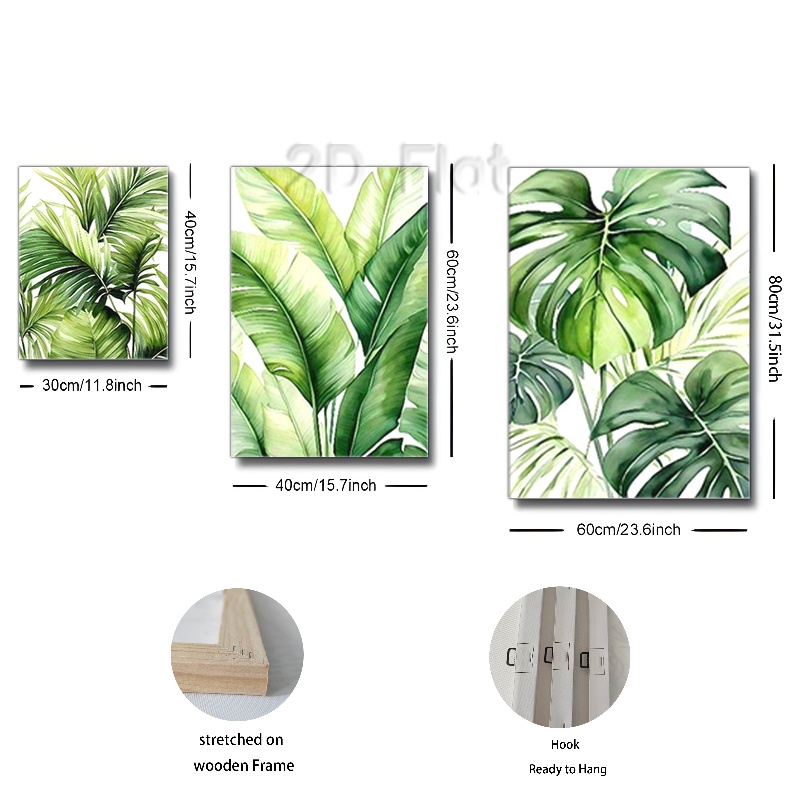 2D Flat
40cm/15.7inch
30cm/11.8inch
60cm/23.6inch
40cm/15.7inch
80cm/31.5inch
60cm/23.6inch
stretched on
wooden Frame
Hook
Ready to Hang